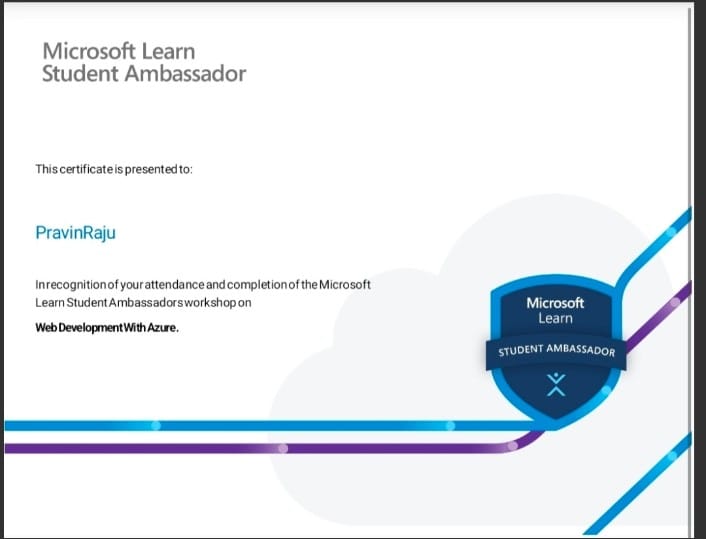 Microsoft Learn
Student Ambassador
This certificate is presented to:
PravinRaju
In recognition of your attendance and completion of the Microsoft
Learn Student Ambassadors workshop on
Web Development With Azure.
Microsoft
Learn
STUDENT AMBASSADOR